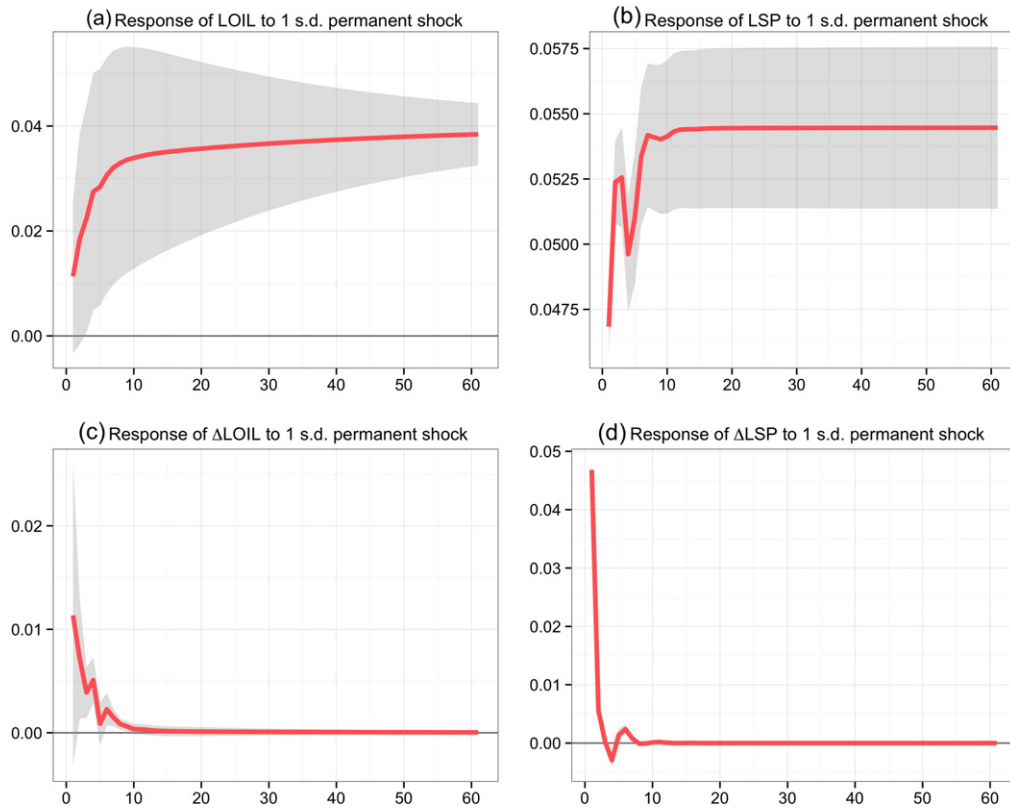 (a) Response of LOIL to 1 s.d. permanent shock
0.04
0.02
0.00
0 10 20 30 40 50 60
(b) Response of LSP to 1 s.d. permanent shock
0.0575
0.0550
0.0525
0.0500
0.0475
0 10 20 30 40 50 60
(c) Response of ΔLOIL to 1 s.d. permanent shock
0.02
0.01
0.00
0 10 20 30 40 50 60
(d) Response of ΔLSP to 1 s.d. permanent shock
0.05
0.04
0.03
0.02
0.01
0.00
0 10 20 30 40 50 60